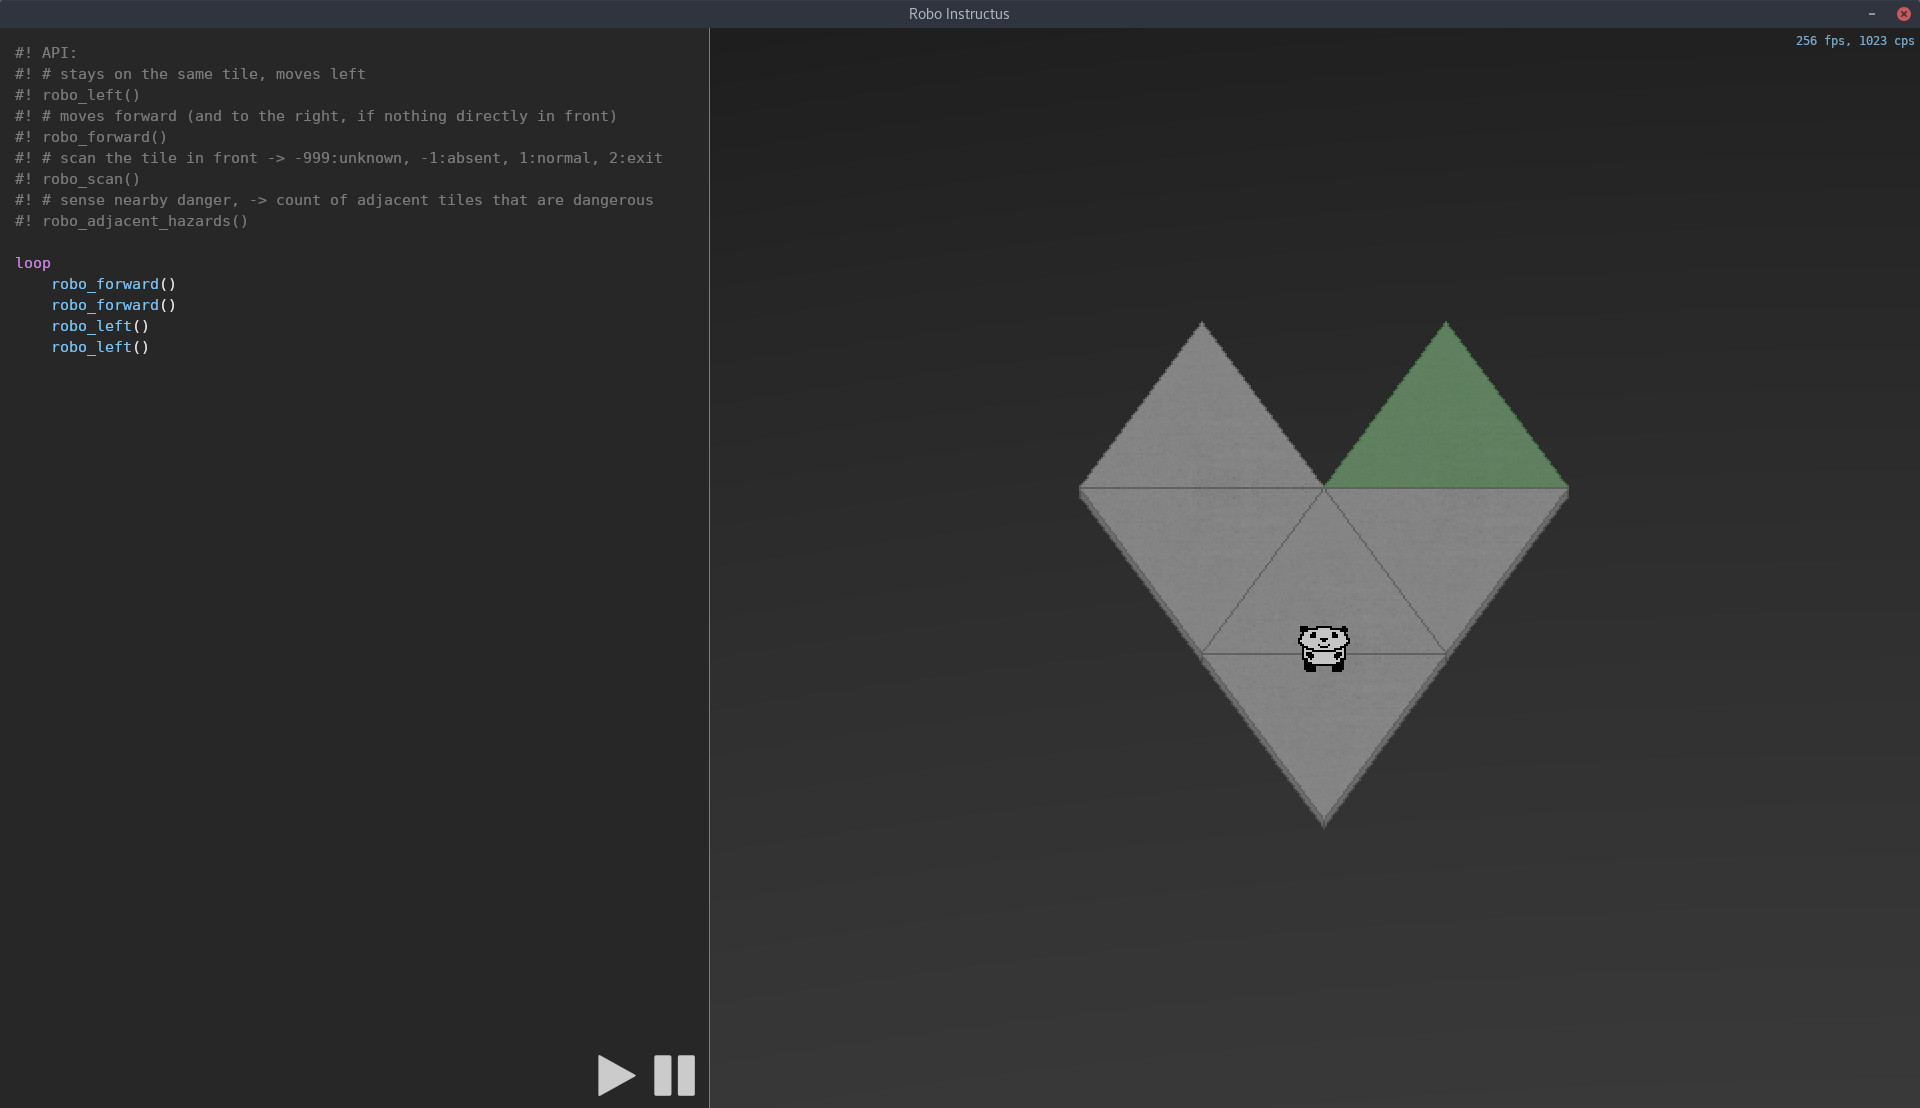 Robo Instructus
256 fps, 1023 cps
#! API:
#! # stays on the same tile, moves left
#! robo_left()
#! # moves forward (and to the right, if nothing directly in front)
#! robo_forward()
#! # scan the tile in front -> -999:unknown, -1:absent, 1:normal, 2:exit
#! robo_scan()
#! # sense nearby danger, -> count of adjacent tiles that are dangerous
#! robo_adjacent_hazards()
loop
    robo_forward()
    robo_forward()
    robo_left()
    robo_left()